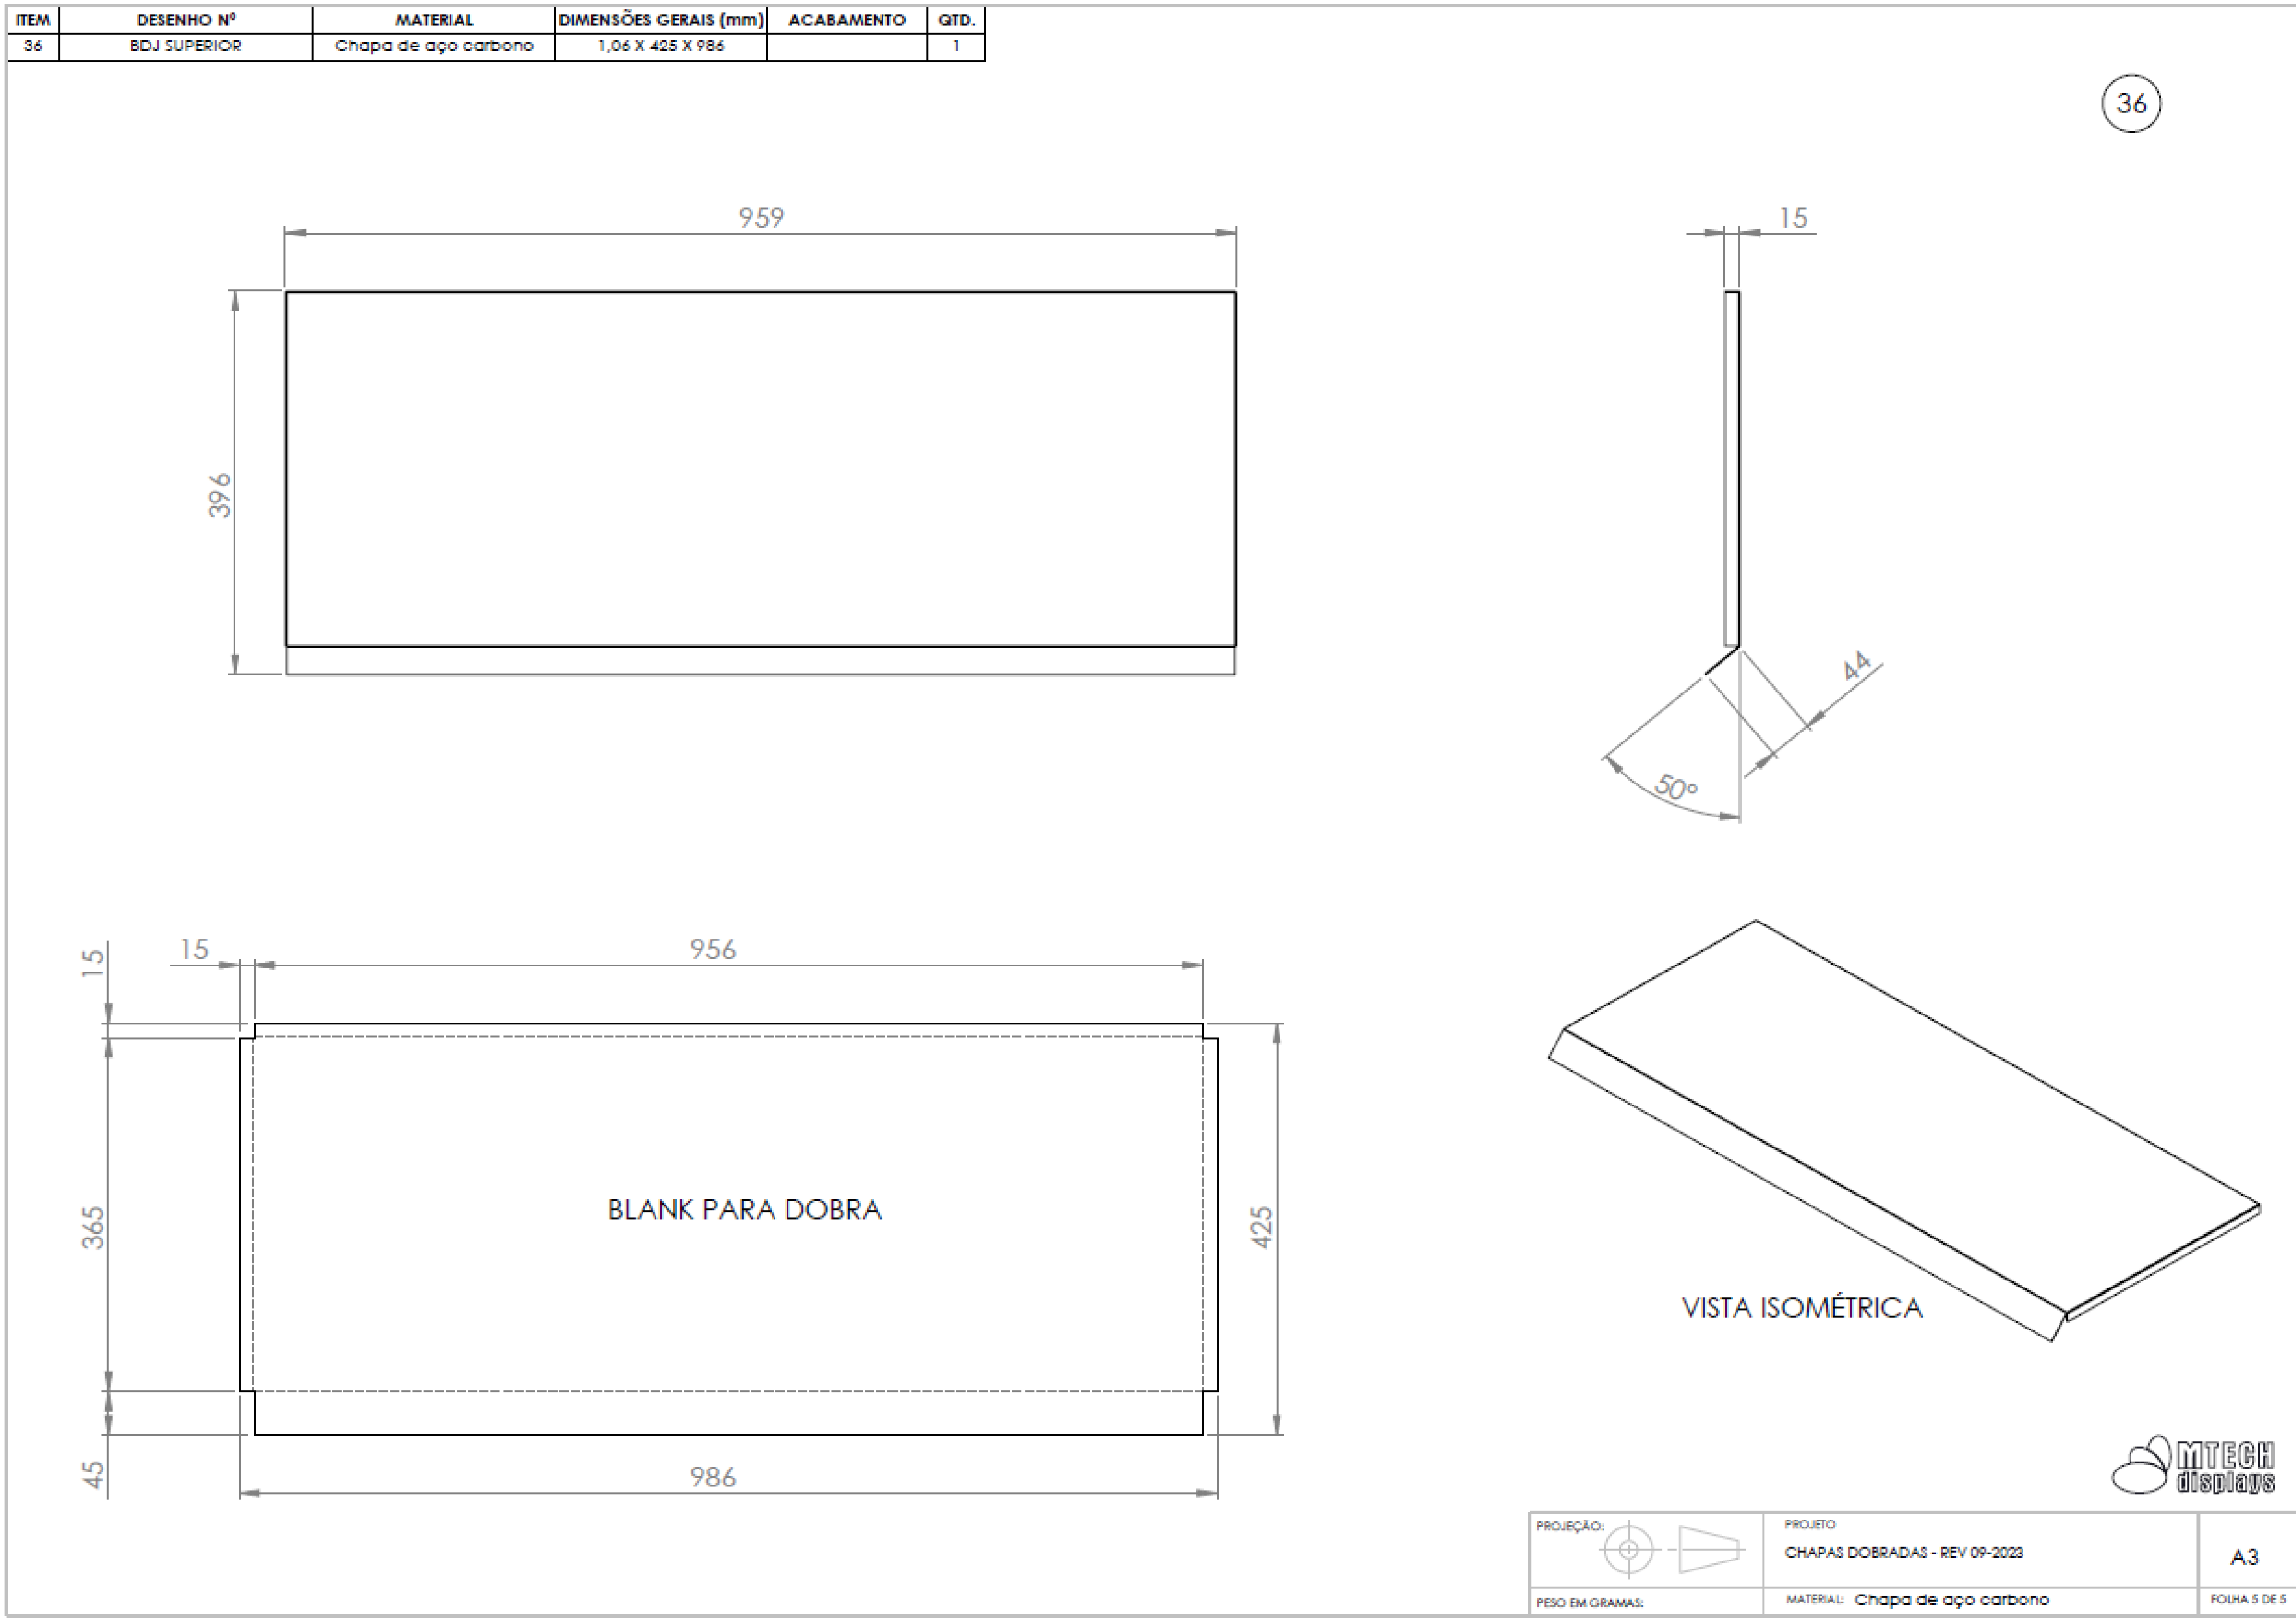 ITEM DESENHO Nº MATERIAL DIMENSÕES GERAIS (mm) ACABAMENTO QTD.
36 BDJ SUPERIOR Chapa de aço carbono 1,06 X 425 X 986 1
36
959
15
396
44
50°
15
15
956
365
BLANK PARA DOBRA
425
45
986
VISTA ISOMÉTRICA
MTECH
displays
PROJEÇÃO:
PROJETO
CHAPAS DOBRADAS - REV 09-2023
A3
PESO EM GRAMAS:
MATERIAL: Chapa de aço carbono
FOLHA 5 DE 5